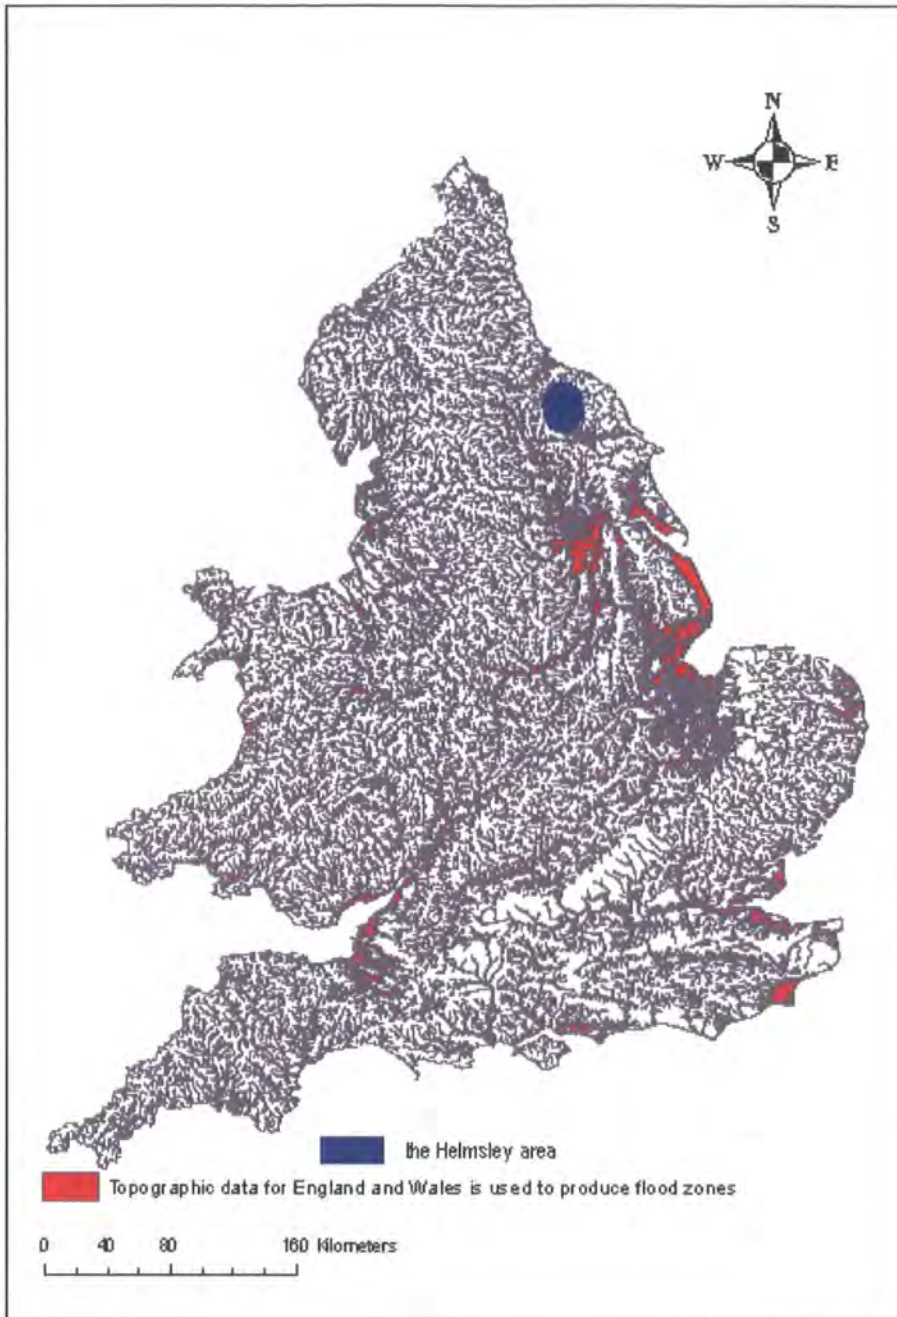 N
W E
S
the Helmsley area
Topographic data for England and Wales is used to produce flood zones
0 40 80 160 Kilometers